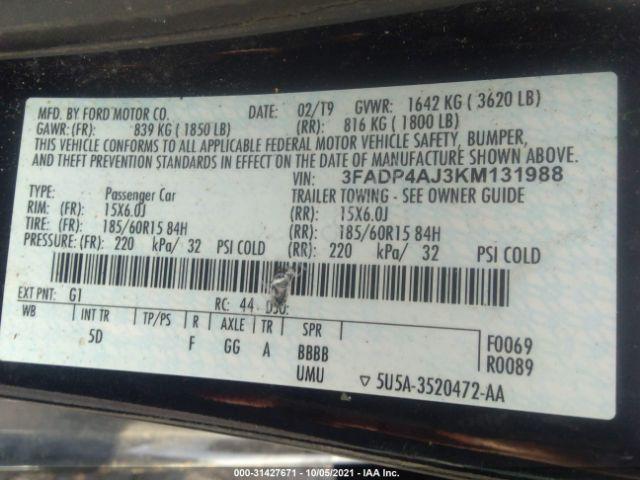 MFD. BY FORD MOTOR CO. DATE: 02/19 GVWR: 1642 KG ( 3620 LB)
GAWR:(FR): 839 KG ( 1850 LB) (RR): 816 KG ( 1800 LB)
THIS VEHICLE CONFORMS TO ALL APPLICABLE FEDERAL MOTOR VEHICLE SAFETY, BUMPER,
AND THEFT PREVENTION STANDARDS IN EFFECT ON THE DATE OF MANUFACTURE SHOWN ABOVE.
VIN: 3FADP4AJ3KM131988
TYPE: Passenger Car TRAILER TOWING - SEE OWNER GUIDE
RIM: (FR): 15X6.0J (RR): 15X6.0J
TIRE: (FR): 185/60R15 84H (RR): 185/60R15 84H
PRESSURE: (FR): 220 kPa/ 32 PSI COLD (RR): 220 kPa/ 32 PSI COLD
EXT PNT: G1 RC: 44 DSO:
WB INT TR TP/PS R AXLE TR SPR F0069
5D F GG A BBBB R0089
UMU ▽ 5U5A-3520472-AA
000-31427671 - 10/05/2021 - IAA Inc.